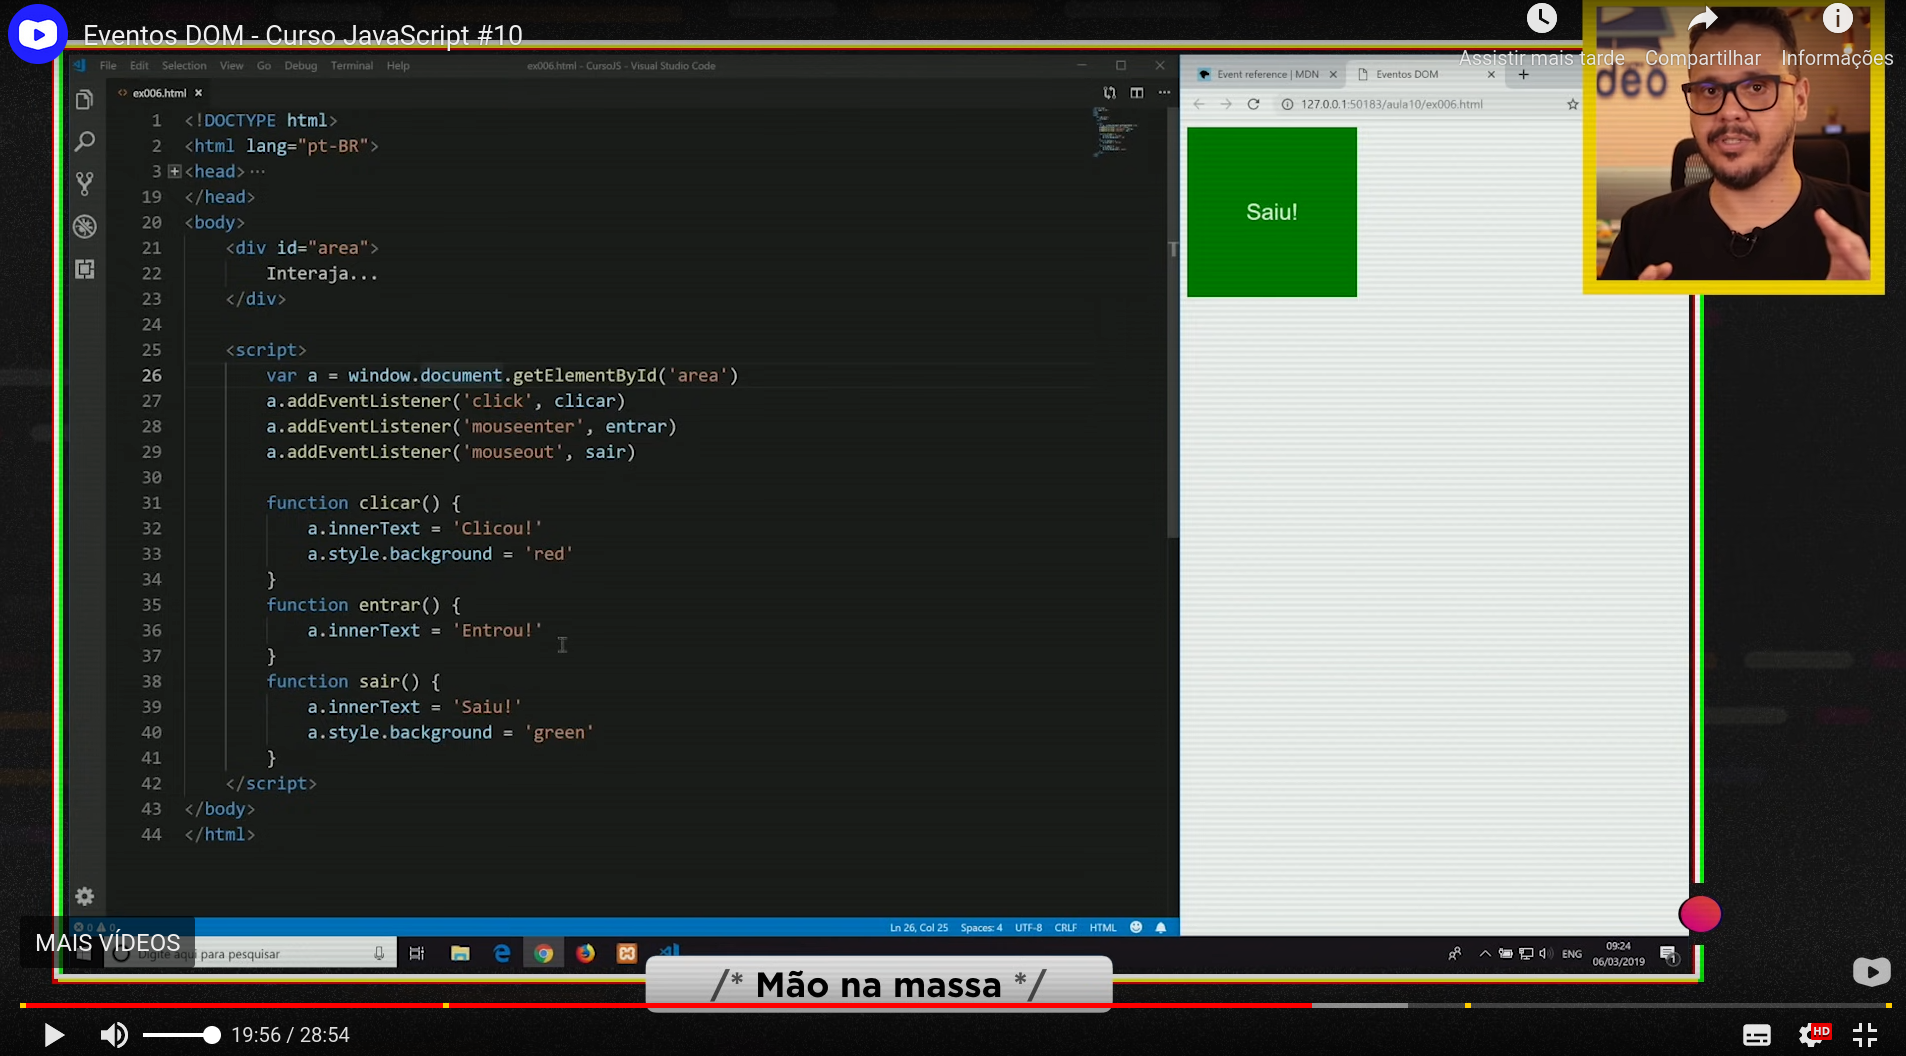 Eventos DOM - Curso JavaScript #10
Assistir mais tarde
Compartilhar
Informações
deo
File Edit Selection View Go Debug Terminal Help
ex006.html - CursoJS - Visual Studio Code
ex006.html
1 <!DOCTYPE html>
2 <html lang="pt-BR">
3 <head> ...
19 </head>
20 <body>
21 <div id="area">
22 Interaja...
23 </div>
24
25 <script>
26 var a = window.document.getElementById('area')
27 a.addEventListener('click', clicar)
28 a.addEventListener('mouseenter', entrar)
29 a.addEventListener('mouseout', sair)
30
31 function clicar() {
32 a.innerText = 'Clicou!'
33 a.style.background = 'red'
34 }
35 function entrar() {
36 a.innerText = 'Entrou!'
37 }
38 function sair() {
39 a.innerText = 'Saiu!'
40 a.style.background = 'green'
41 }
42 </script>
43 </body>
44 </html>
Event reference | MDN
Eventos DOM
127.0.0.1:50183/aula10/ex006.html
Saiu!
Ln 26, Col 25 Spaces: 4 UTF-8 CRLF HTML
MAIS VÍDEOS
Digite aqui para pesquisar
ENG
09:24
06/03/2019
1
/* Mão na massa */
19:56 / 28:54
HD